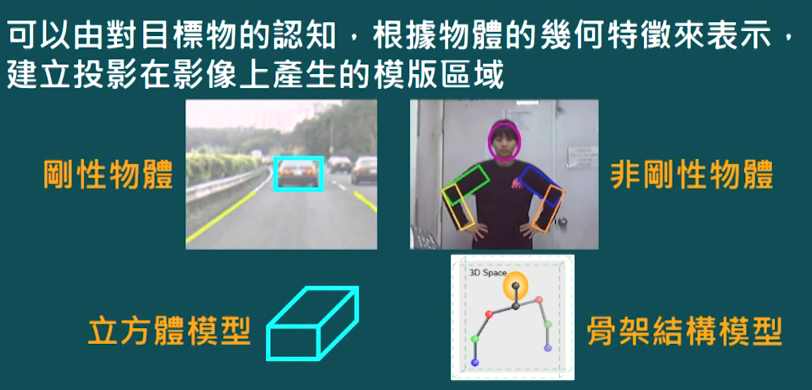 可以由對目標物的認知，根據物體的幾何特徵來表示，
建立投影在影像上產生的模版區域
剛性物體
非剛性物體
立方體模型
3D Space
骨架結構模型